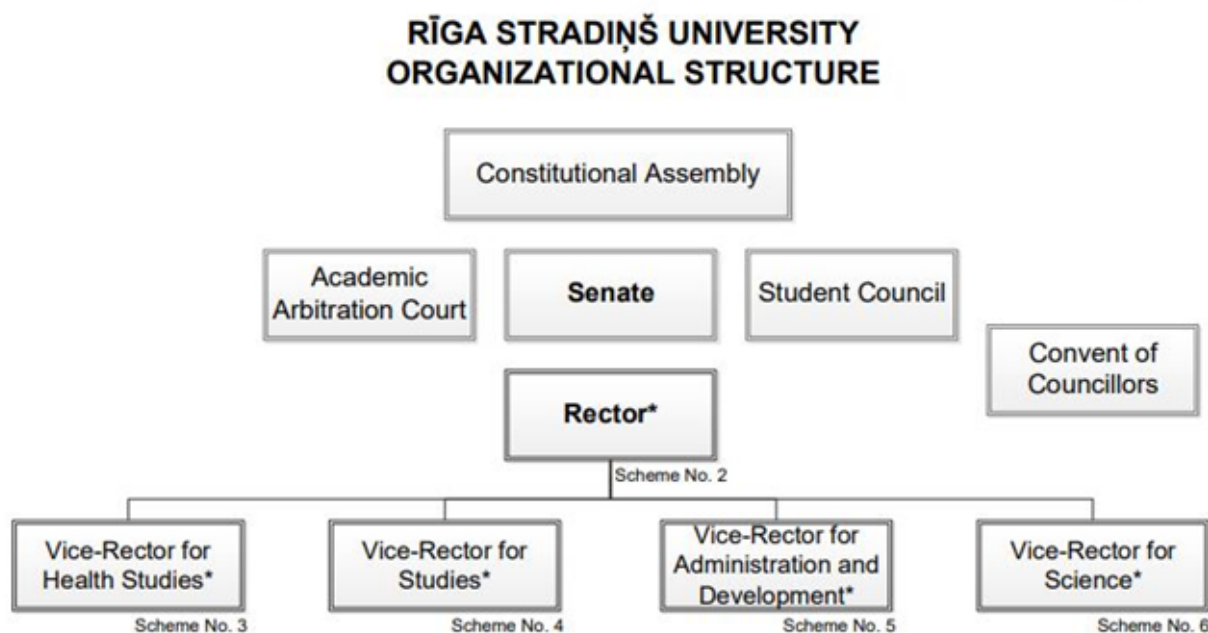 RĪGA STRADIŅŠ UNIVERSITY
ORGANIZATIONAL STRUCTURE
Constitutional Assembly
Academic
Arbitration Court
Senate
Student Council
Convent of
Councillors
Rector*
Scheme No. 2
Vice-Rector for
Health Studies*
Scheme No. 3
Vice-Rector for
Studies*
Scheme No. 4
Vice-Rector for
Administration and
Development*
Scheme No. 5
Vice-Rector for
Science*
Scheme No. 6